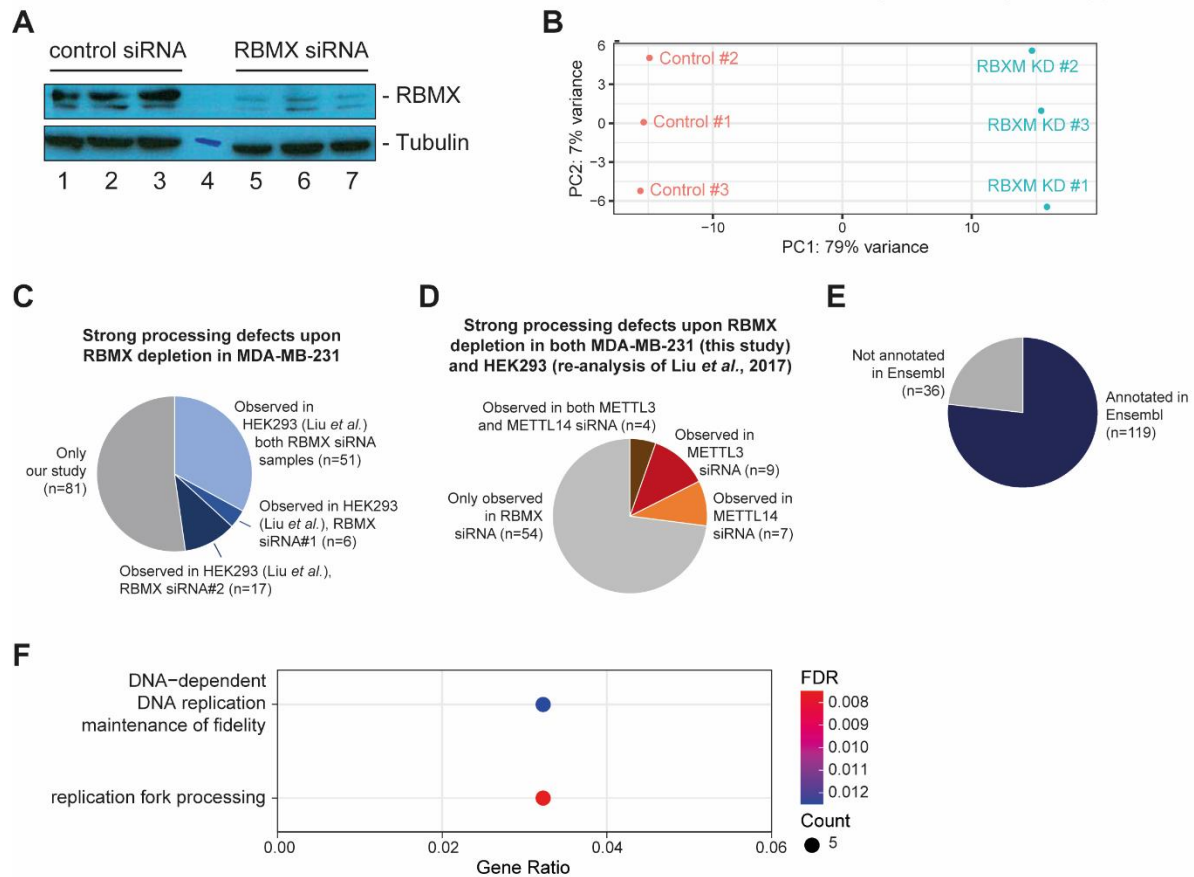 A
control siRNA
RBMX siRNA
- RBMX
- Tubulin
1 2 3 4 5 6 7
B
PC2: 7% variance
6
3
0
−3
−6
Control #2
Control #1
Control #3
RBXM KD #2
RBXM KD #3
RBXM KD #1
−10 0 10
PC1: 79% variance
C
Strong processing defects upon
RBMX depletion in MDA-MB-231
Only
our study
(n=81)
Observed in
HEK293 (Liu et al.)
both RBMX siRNA
samples (n=51)
Observed in HEK293
(Liu et al.), RBMX
siRNA#1 (n=6)
Observed in HEK293 (Liu et al.),
RBMX siRNA#2 (n=17)
D
Strong processing defects upon RBMX
depletion in both MDA-MB-231 (this study)
and HEK293 (re-analysis of Liu et al., 2017)
Observed in both METTL3
and METTL14 siRNA (n=4)
Observed in
METTL3
siRNA (n=9)
Only observed
in RBMX
siRNA (n=54)
Observed in
METTL14
siRNA (n=7)
E
Not annotated
in Ensembl
(n=36)
Annotated in
Ensembl
(n=119)
F
DNA−dependent
DNA replication
maintenance of fidelity
replication fork processing
0.00 0.02 0.04 0.06
Gene Ratio
FDR
0.008
0.009
0.010
0.011
0.012
Count
5